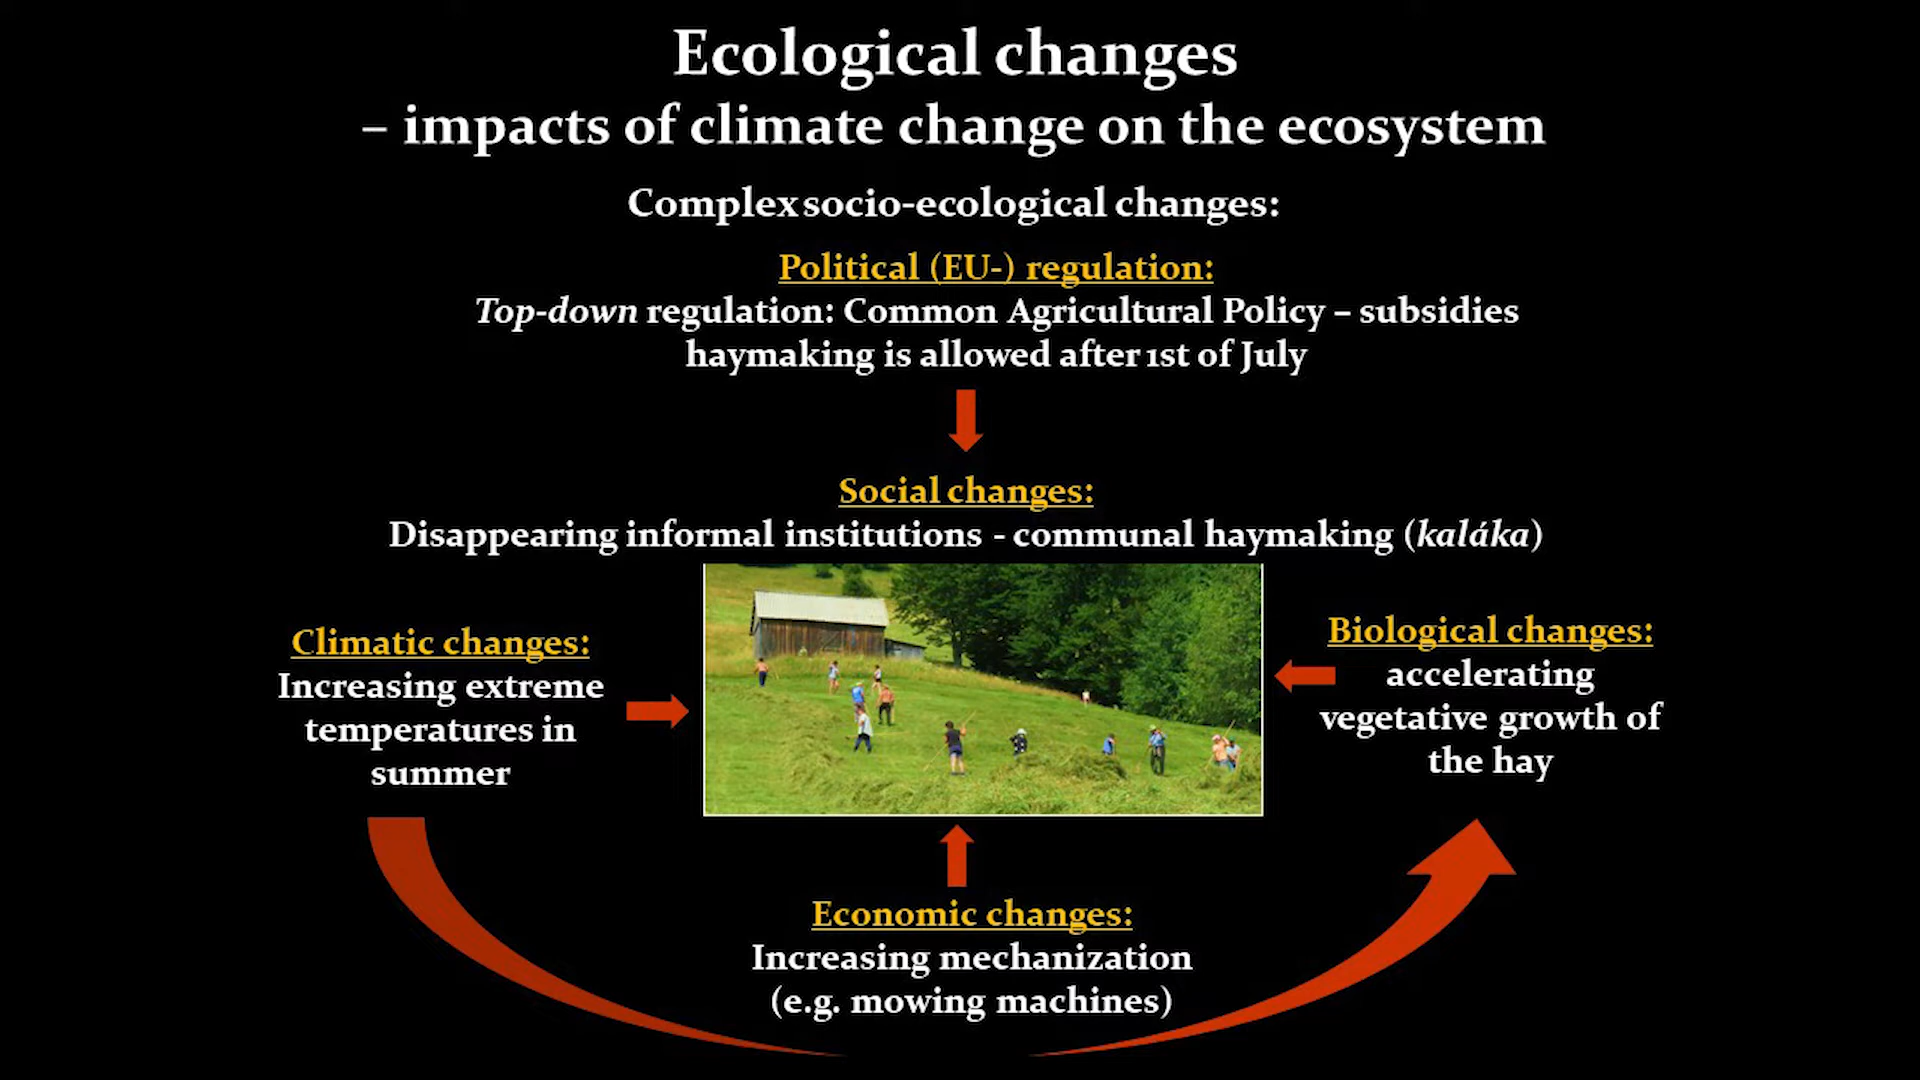 Ecological changes
– impacts of climate change on the ecosystem
Complex socio-ecological changes:
Political (EU-) regulation:
Top-down regulation: Common Agricultural Policy – subsidies
haymaking is allowed after 1st of July
Social changes:
Disappearing informal institutions - communal haymaking (kaláka)
Climatic changes:
Increasing extreme
temperatures in
summer
Biological changes:
accelerating
vegetative growth of
the hay
Economic changes:
Increasing mechanization
(e.g. mowing machines)